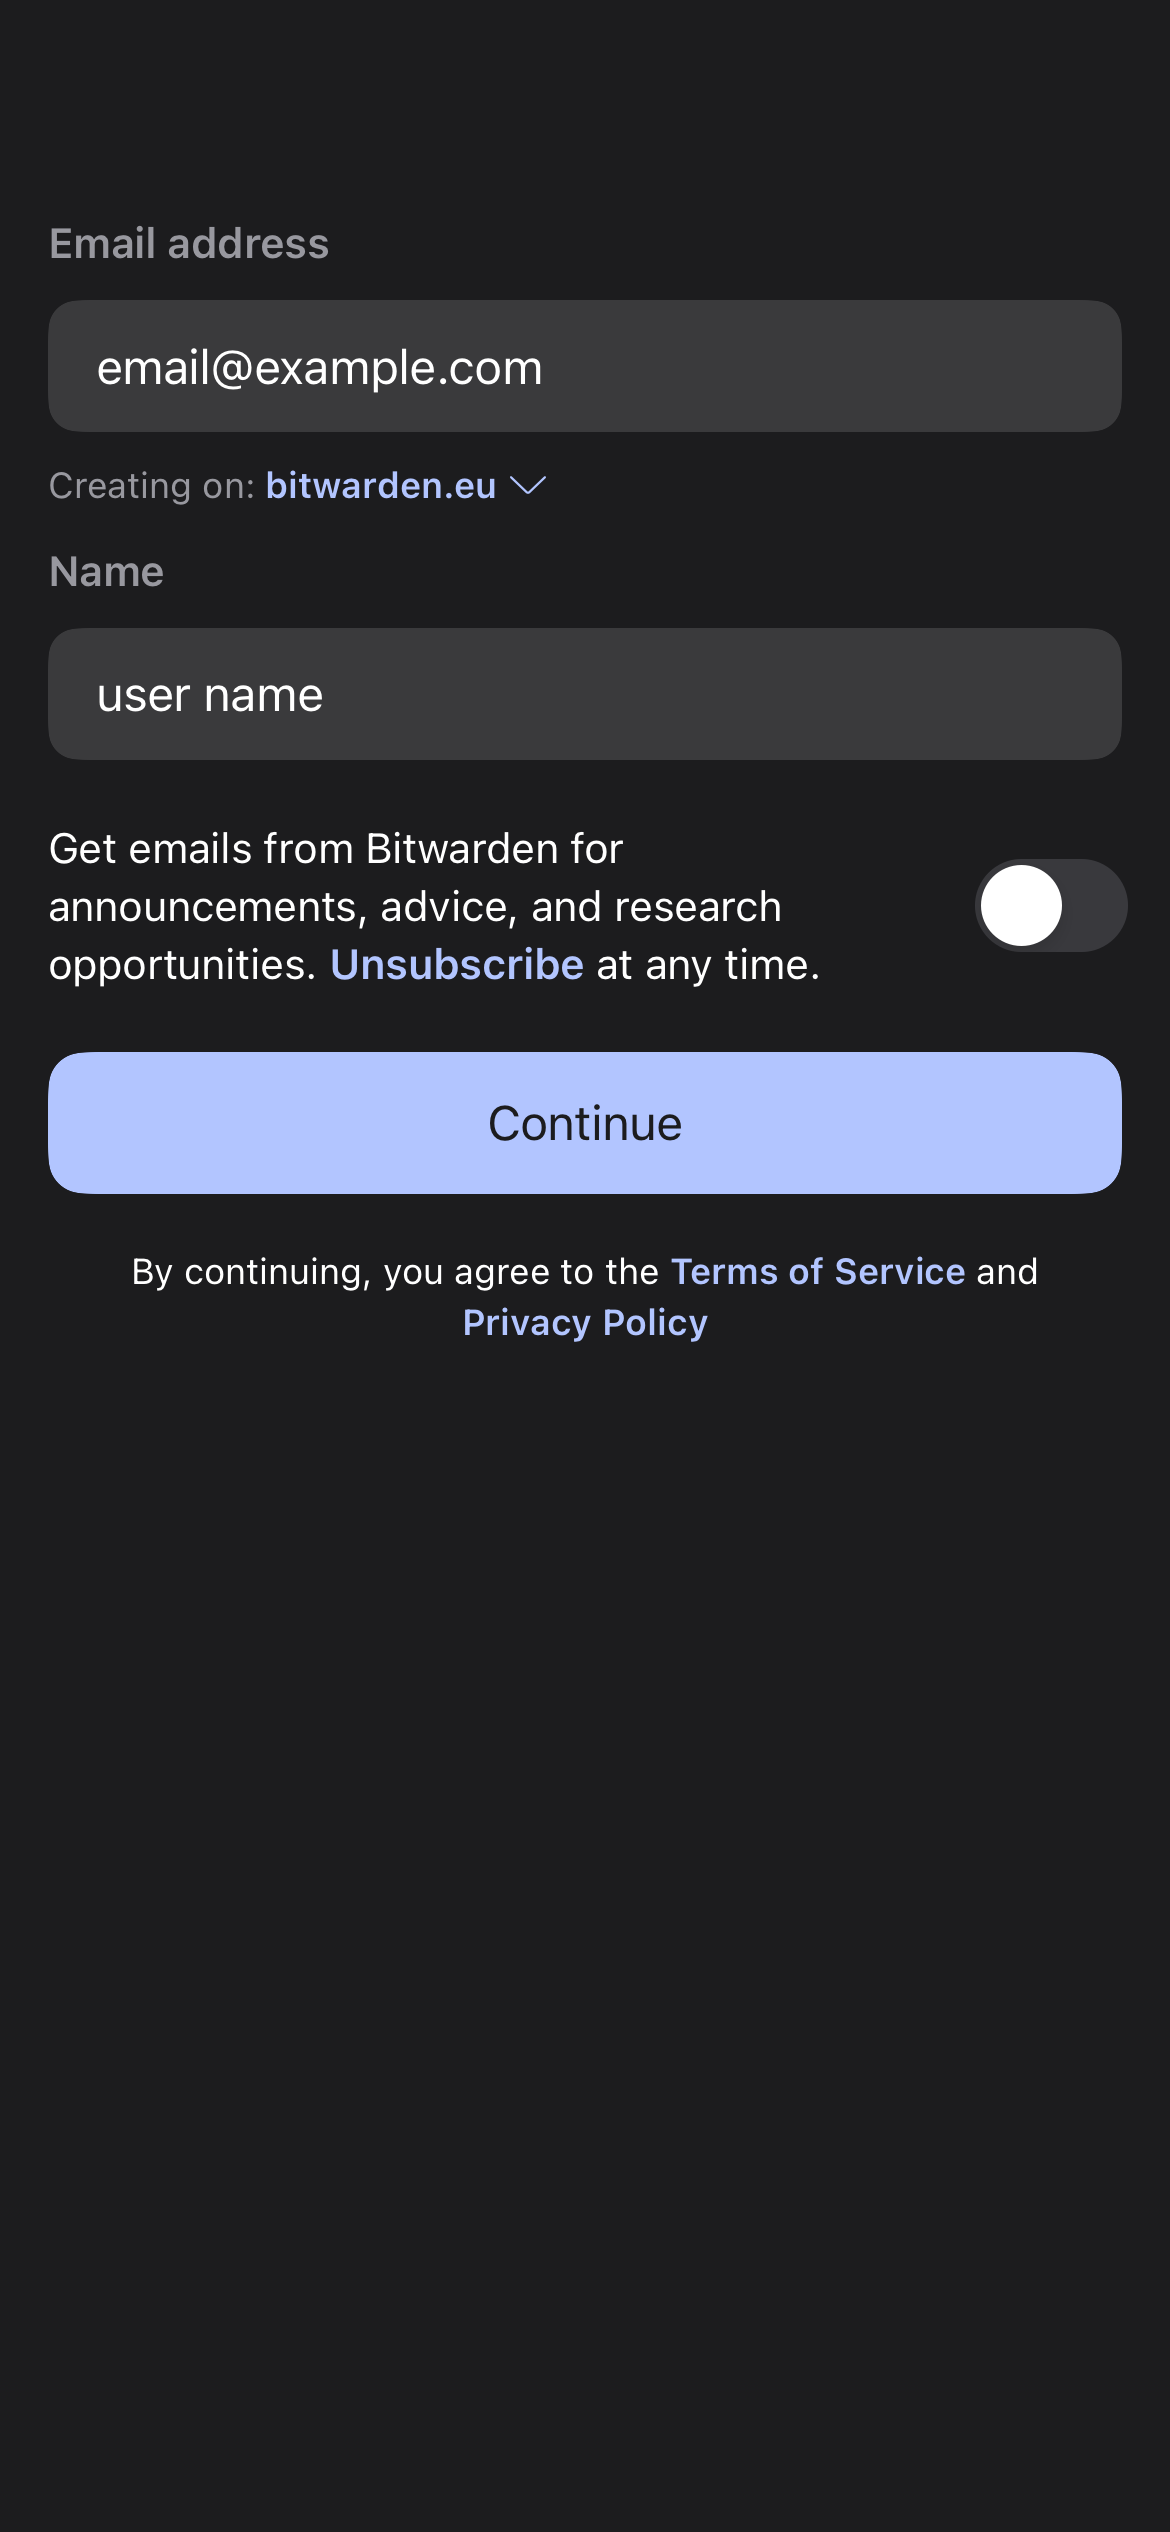 Email address
email@example.com
Creating on: bitwarden.eu
Name
user name
Get emails from Bitwarden for
announcements, advice, and research
opportunities. Unsubscribe at any time.
Continue
By continuing, you agree to the Terms of Service and
Privacy Policy